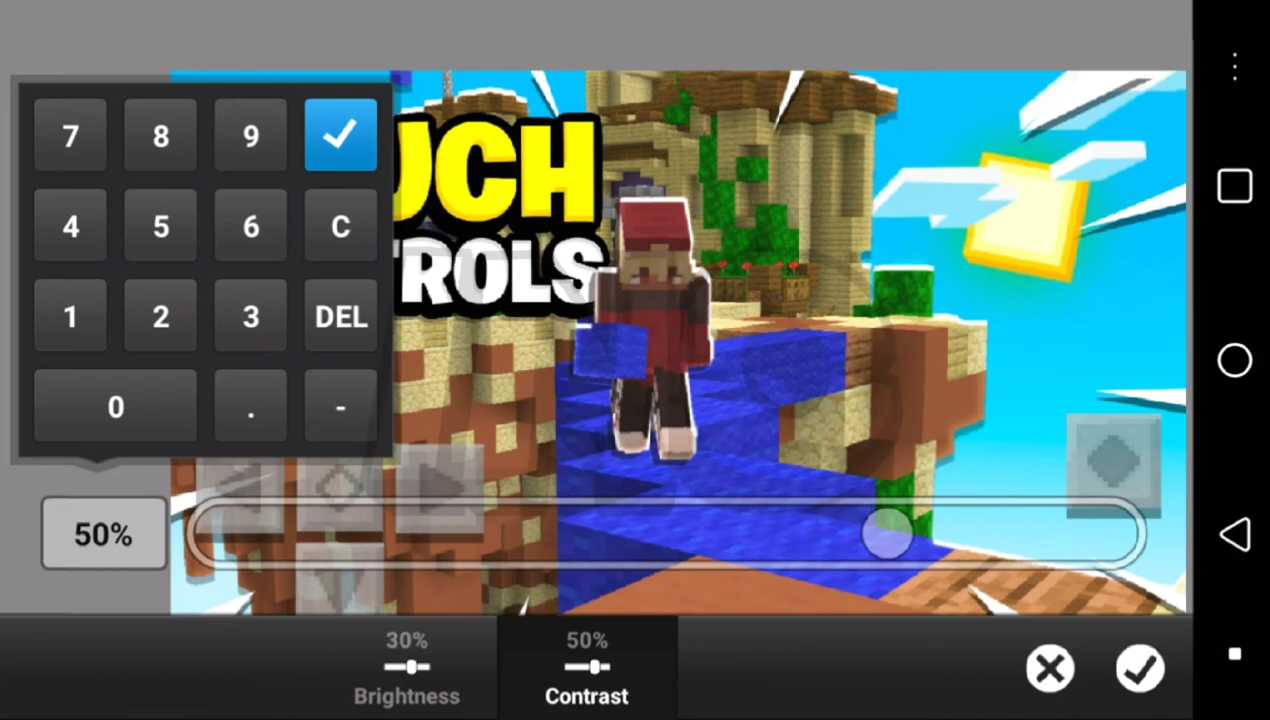 7 8 9
4 5 6 C
1 2 3 DEL
0 . -
UCH
TROLS
50%
30% 50%
Brightness Contrast